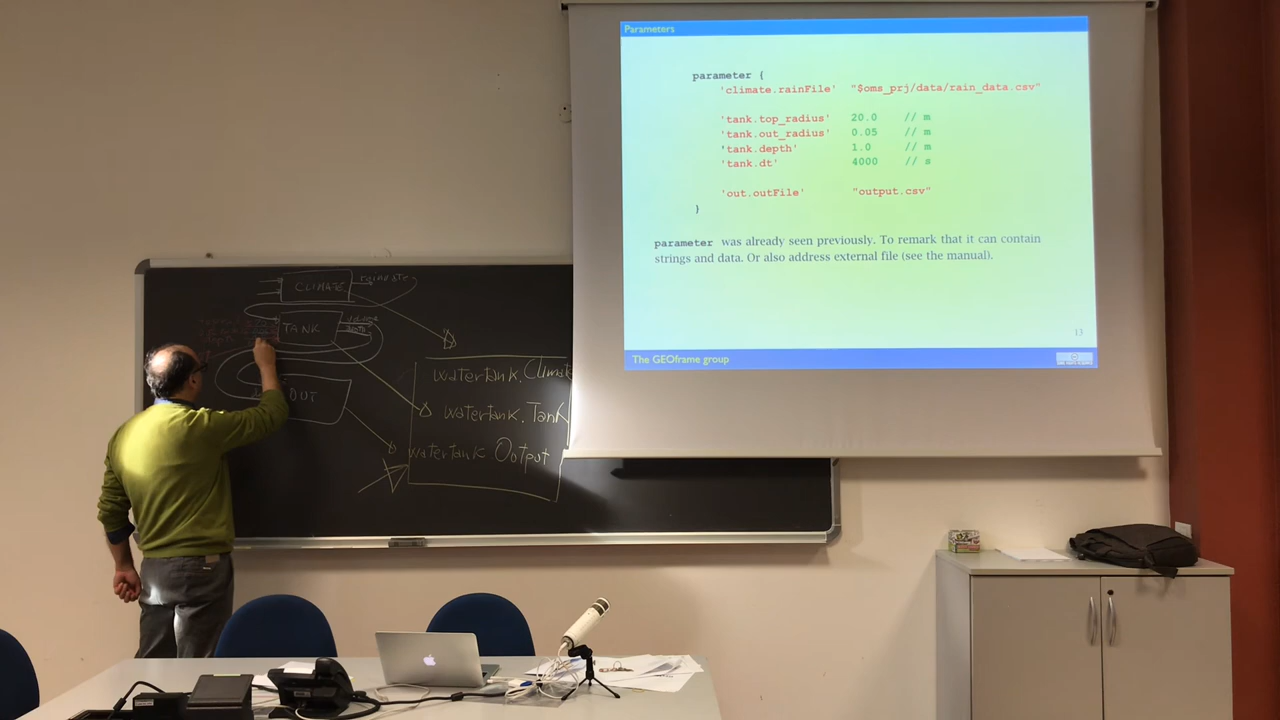 Parameters
parameter {
'climate.rainFile' "$oms_prj/data/rain_data.csv"
'tank.top_radius' 20.0 // m
'tank.out_radius' 0.05 // m
'tank.depth' 1.0 // m
'tank.dt' 4000 // s
'out.outFile' "output.csv"
}
parameter was already seen previously. To remark that it can contain
strings and data. Or also address external file (see the manual).
13
The GEOframe group
CLIMATE
TANK
OUT
watertank.Climate
watertank.Tank
watertank.Output